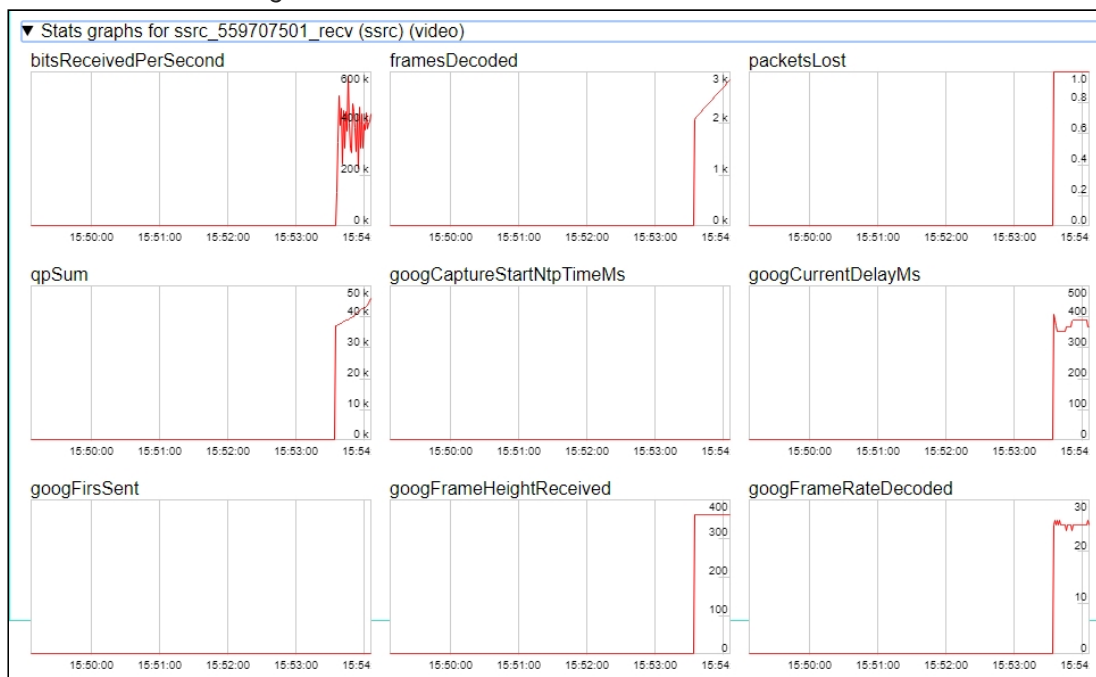 ▼ Stats graphs for ssrc_559707501_recv (ssrc) (video)
bitsReceivedPerSecond
600 k
400 k
200 k
0 k
15:50:00 15:51:00 15:52:00 15:53:00 15:54
framesDecoded
3 k
2 k
1 k
0 k
15:50:00 15:51:00 15:52:00 15:53:00 15:54
packetsLost
1.0
0.8
0.6
0.4
0.2
0.0
15:50:00 15:51:00 15:52:00 15:53:00 15:54
qpSum
50 k
40 k
30 k
20 k
10 k
0 k
15:50:00 15:51:00 15:52:00 15:53:00 15:54
googCaptureStartNtpTimeMs
15:50:00 15:51:00 15:52:00 15:53:00 15:54
googCurrentDelayMs
500
400
300
200
100
0
15:50:00 15:51:00 15:52:00 15:53:00 15:54
googFirsSent
15:50:00 15:51:00 15:52:00 15:53:00 15:54
googFrameHeightReceived
400
300
200
100
0
15:50:00 15:51:00 15:52:00 15:53:00 15:54
googFrameRateDecoded
30
20
10
0
15:50:00 15:51:00 15:52:00 15:53:00 15:54